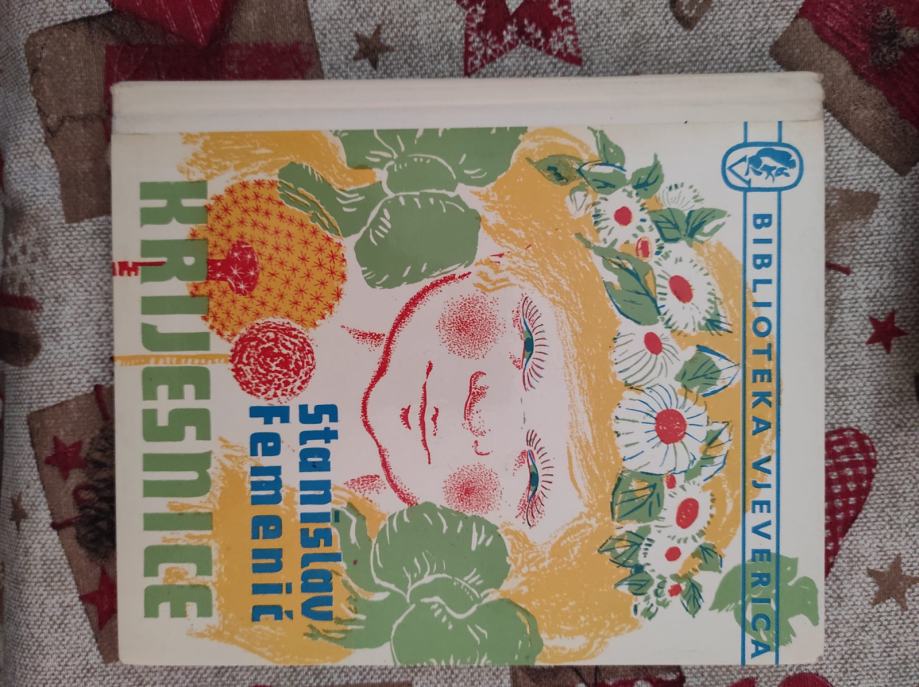 BIBLIOTEKA VJEVERICA
Stanislav
Femenić
KRIJESNICE